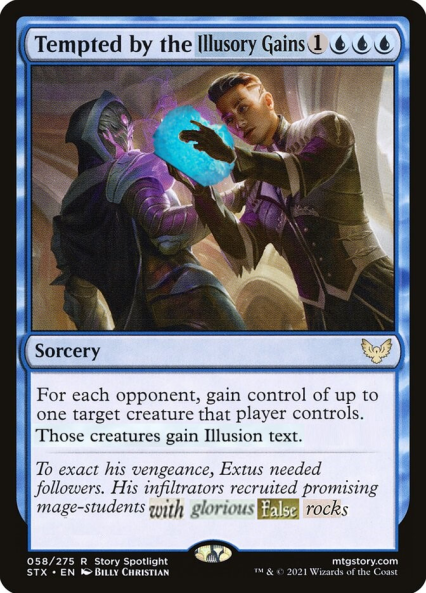 Tempted by the Illusory Gains 1
Sorcery
For each opponent, gain control of up to
one target creature that player controls.
Those creatures gain Illusion text.
To exact his vengeance, Extus needed
followers. His infiltrators recruited promising
mage-students with glorious False rocks
058/275 R Story Spotlight
STX • EN Billy Christian
mtgstory.com
™ & © 2021 Wizards of the Coast